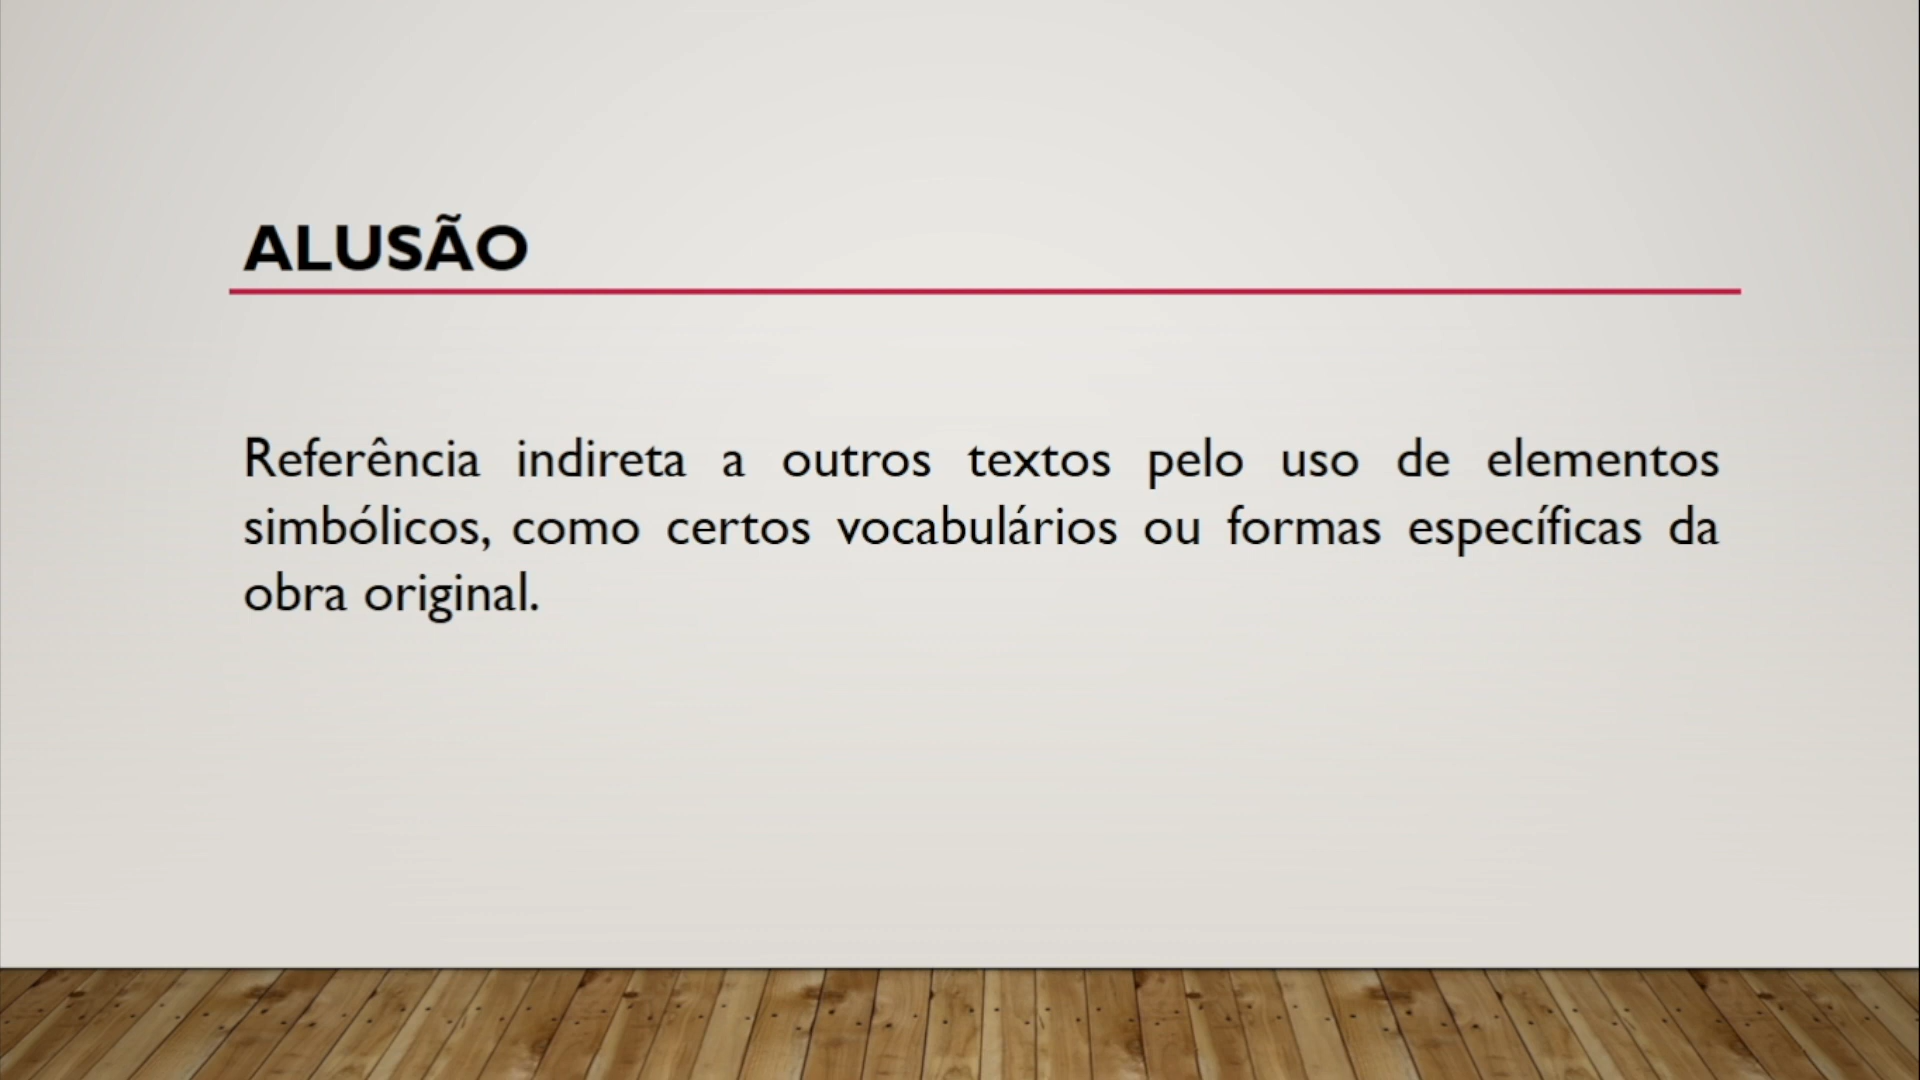 ALUSÃO
Referência indireta a outros textos pelo uso de elementos
simbólicos, como certos vocabulários ou formas específicas da
obra original.